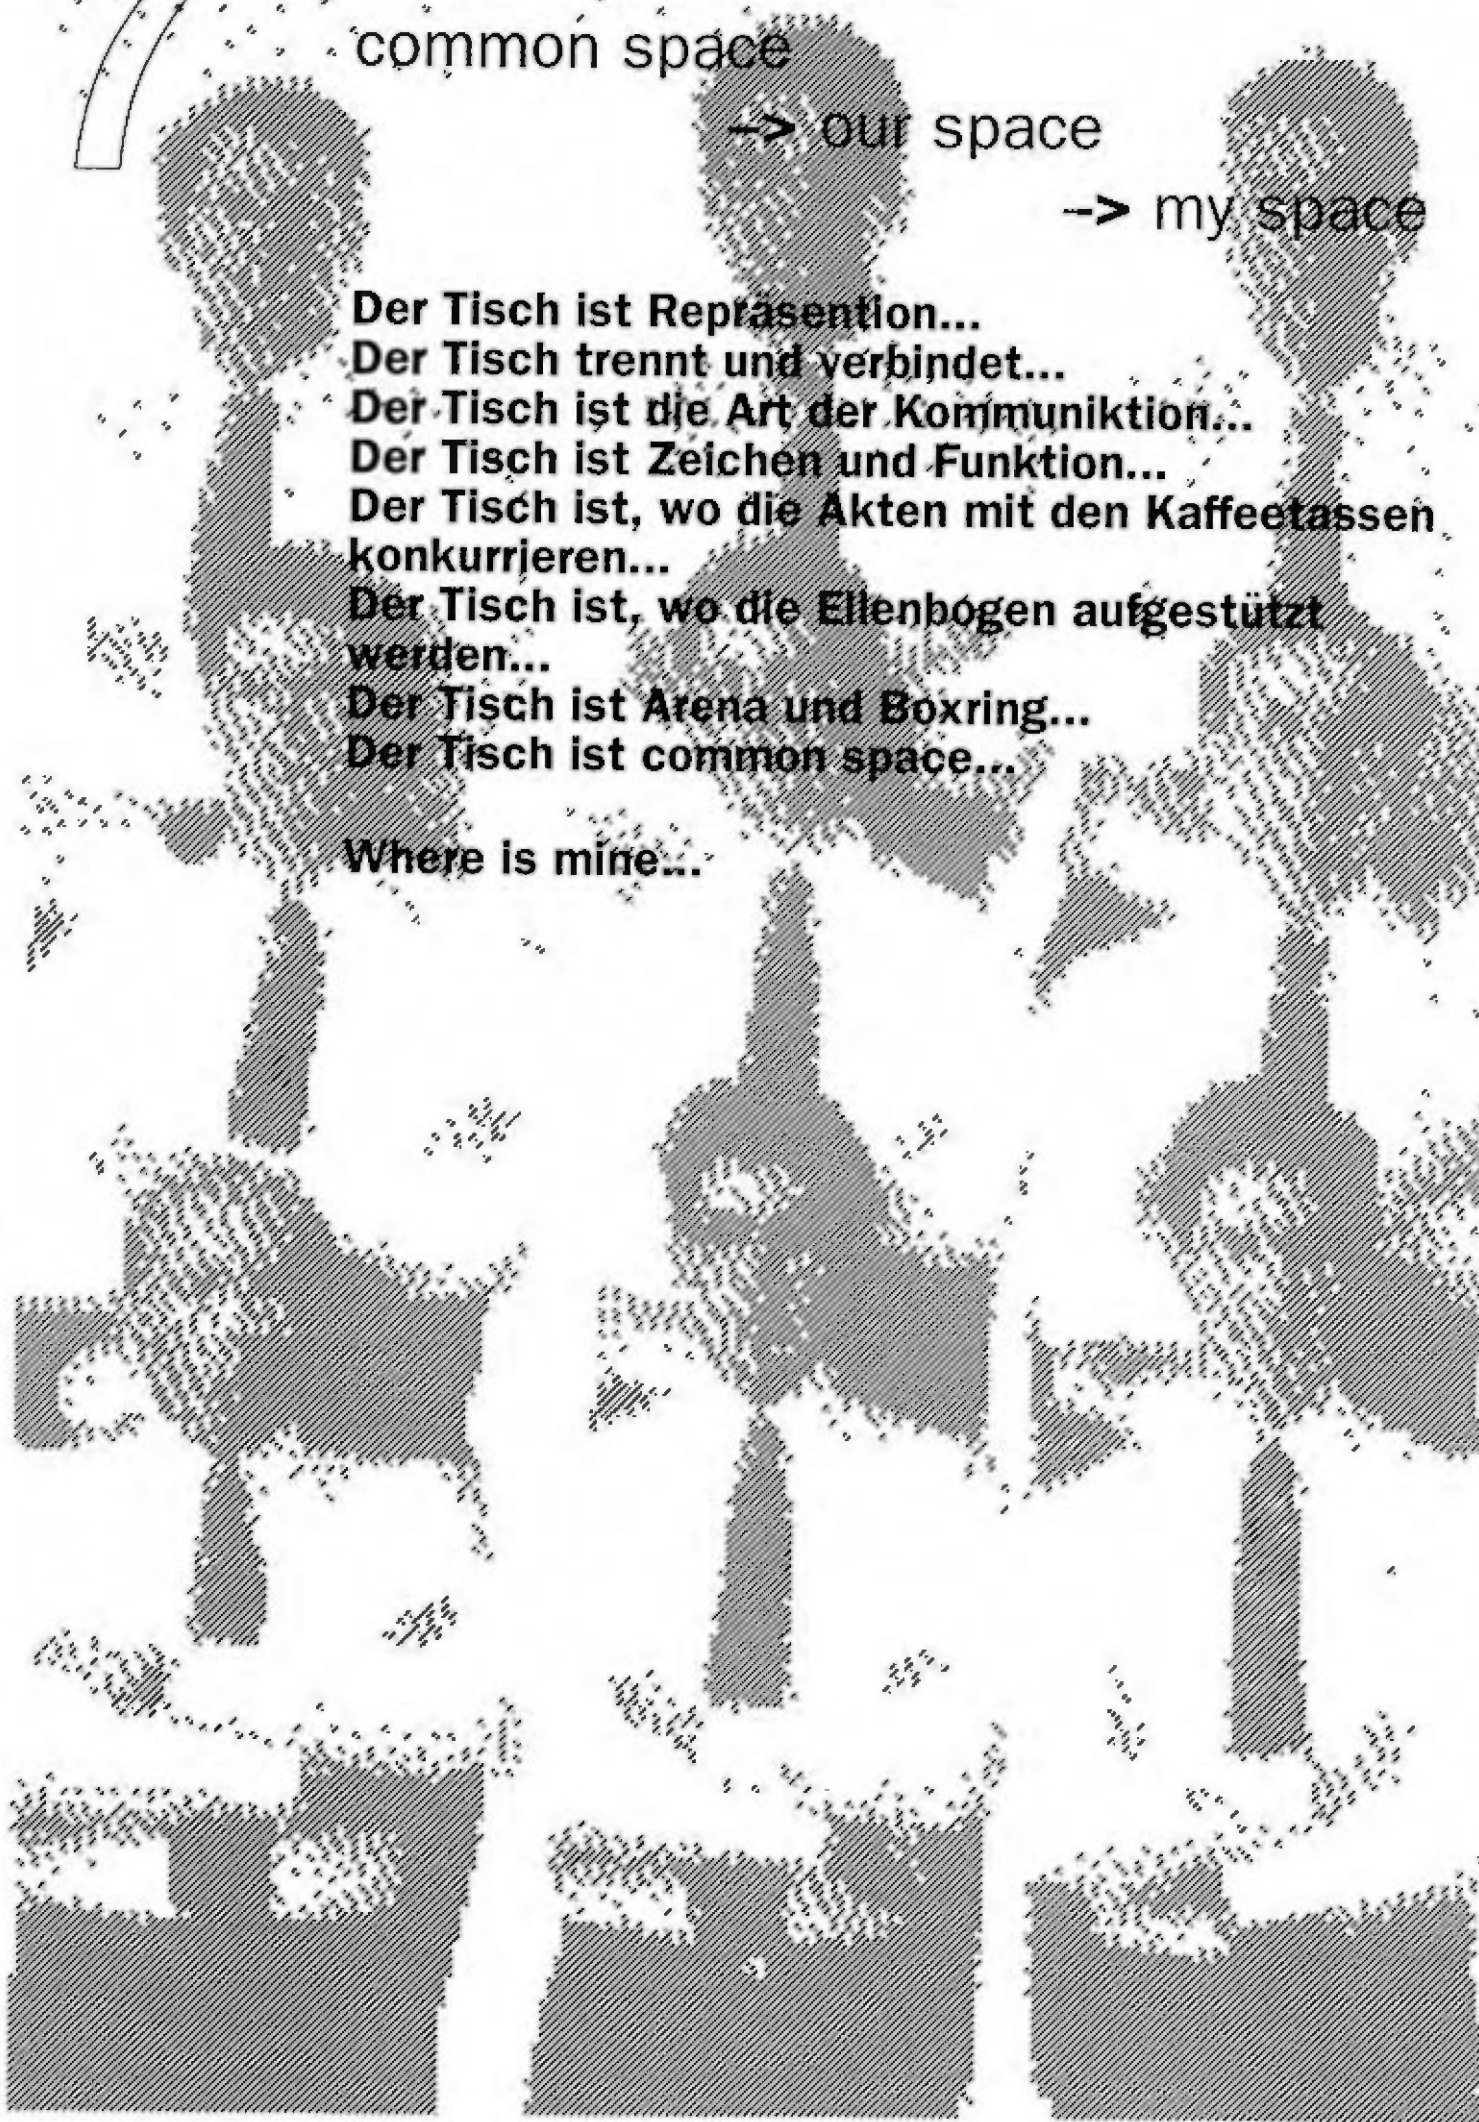 common space
–> our space
–> my space
Der Tisch ist Repräsention...
Der Tisch trennt und verbindet...
Der Tisch ist die Art der Kommuniktion...
Der Tisch ist Zeichen und Funktion...
Der Tisch ist, wo die Akten mit den Kaffeetassen
konkurrieren...
Der Tisch ist, wo die Ellenbogen aufgestützt
werden...
Der Tisch ist Arena und Boxring...
Der Tisch ist common space...
Where is mine...